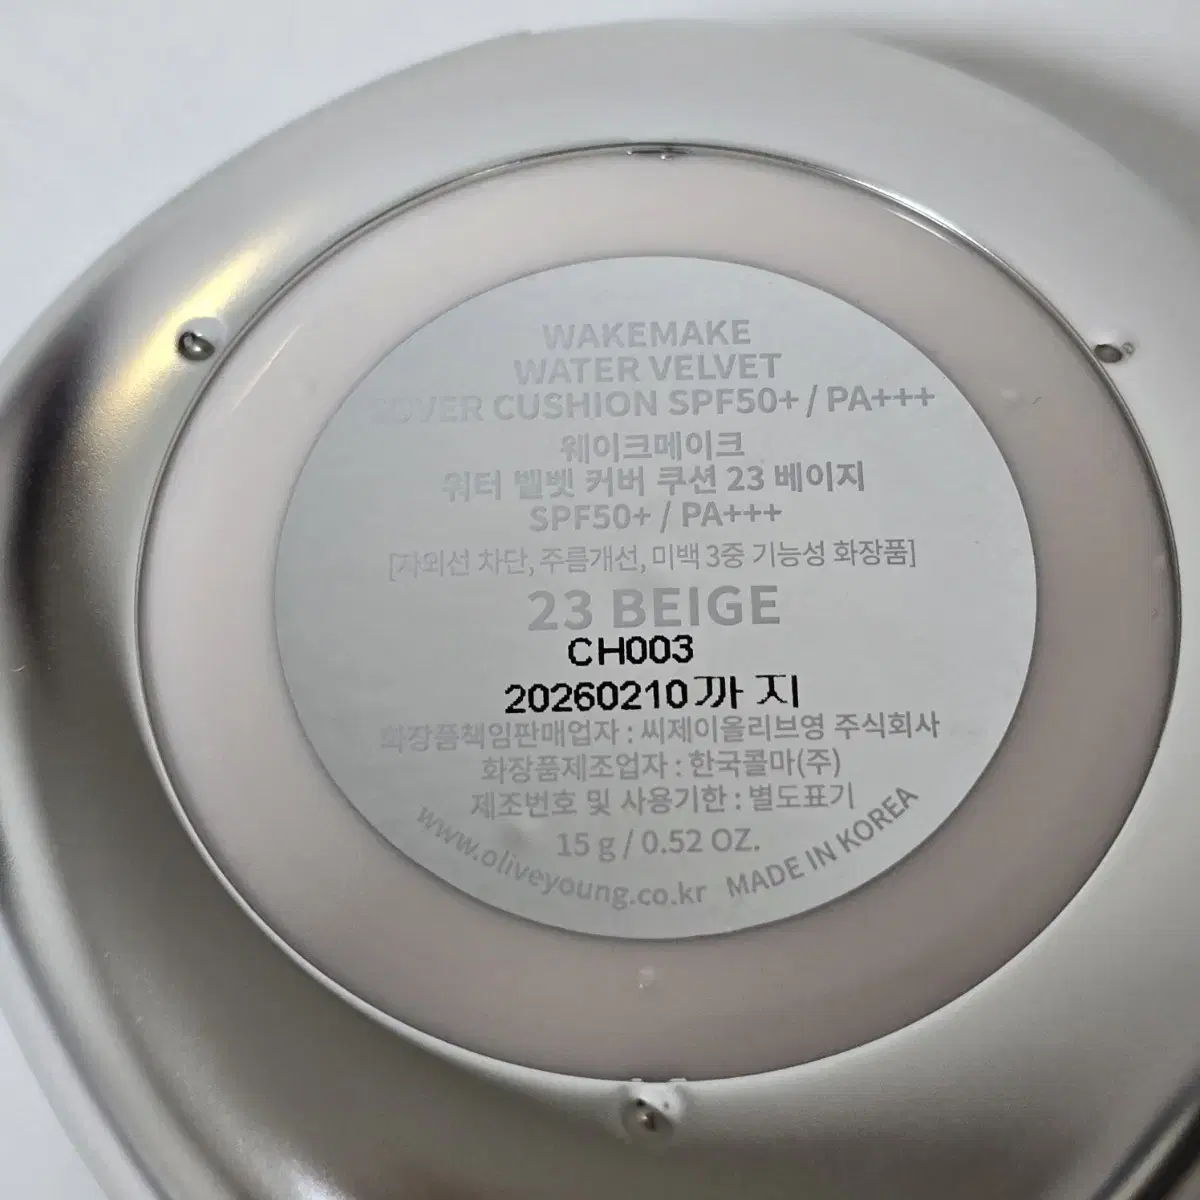 WAKEMAKE
WATER VELVET
COVER CUSHION SPF50+ / PA+++
웨이크메이크
워터 벨벳 커버 쿠션 23 베이지
SPF50+ / PA+++
[자외선 차단, 주름개선, 미백 3중 기능성 화장품]
23 BEIGE
CH003
20260210까지
화장품책임판매업자 : 씨제이올리브영 주식회사
화장품제조업자 : 한국콜마(주)
제조번호 및 사용기한 : 별도표기
15 g / 0.52 OZ.
www.oliveyoung.co.kr MADE IN KOREA